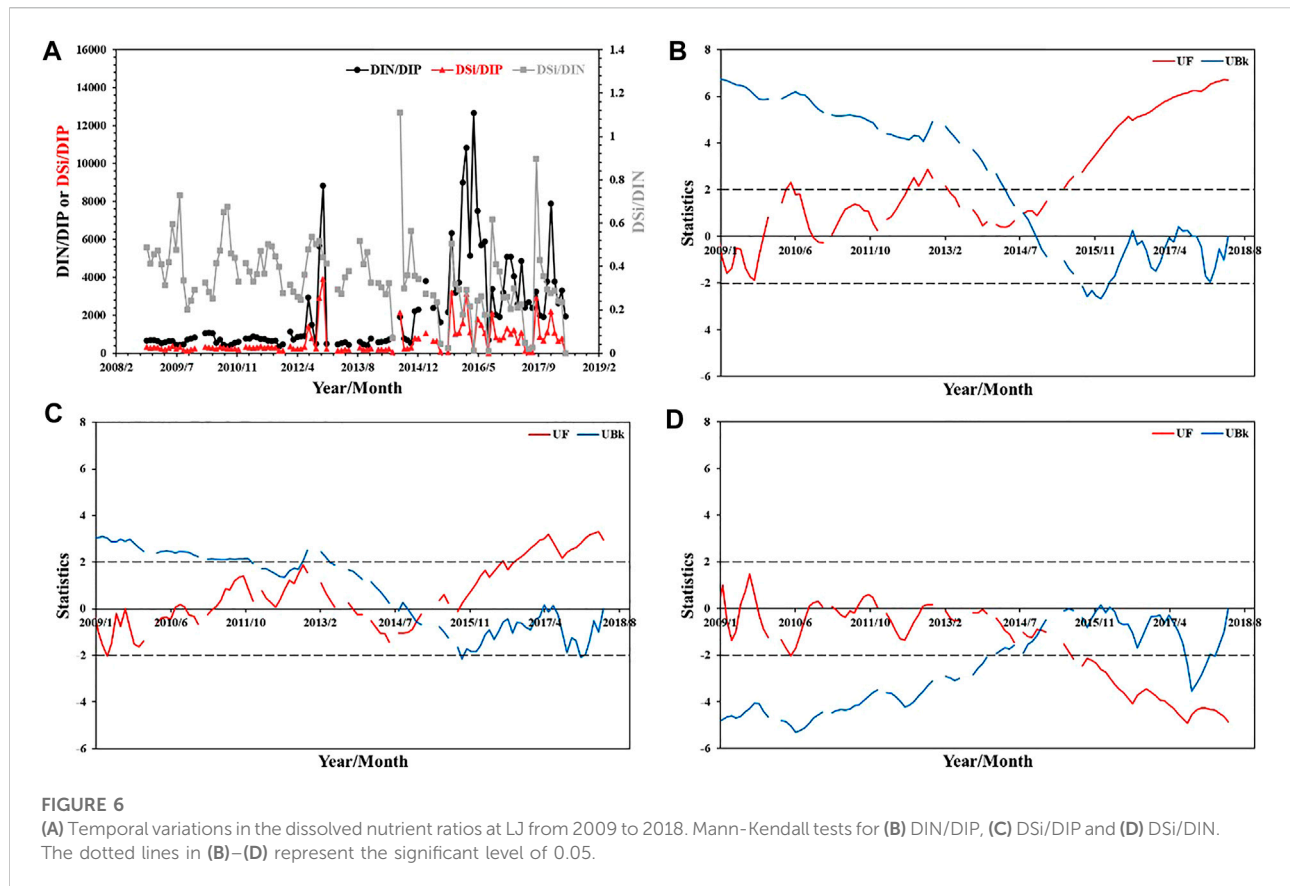 A
DIN/DIP DSi/DIP DSi/DIN
DIN/DIP or DSi/DIP
16000
14000
12000
10000
8000
6000
4000
2000
0
1.4
1.2
1
0.8
0.6
0.4
0.2
0
DSi/DIN
2008/2 2009/7 2010/11 2012/4 2013/8 2014/12 2016/5 2017/9 2019/2
Year/Month
B
UF UBk
Statistics
8
6
4
2
0
-2
-4
-6
2009/1 2010/6 2011/10 2013/2 2014/7 2015/11 2017/4 2018/8
Year/Month
C
UF UBk
Statistics
8
6
4
2
0
-2
-4
-6
2009/1 2010/6 2011/10 2013/2 2014/7 2015/11 2017/4 2018/8
Year/Month
D
UF UBk
Statistics
8
6
4
2
0
-2
-4
-6
2009/1 2010/6 2011/10 2013/2 2014/7 2015/11 2017/4 2018/8
Year/Month
FIGURE 6
(A) Temporal variations in the dissolved nutrient ratios at LJ from 2009 to 2018. Mann-Kendall tests for (B) DIN/DIP, (C) DSi/DIP and (D) DSi/DIN.
The dotted lines in (B)–(D) represent the significant level of 0.05.